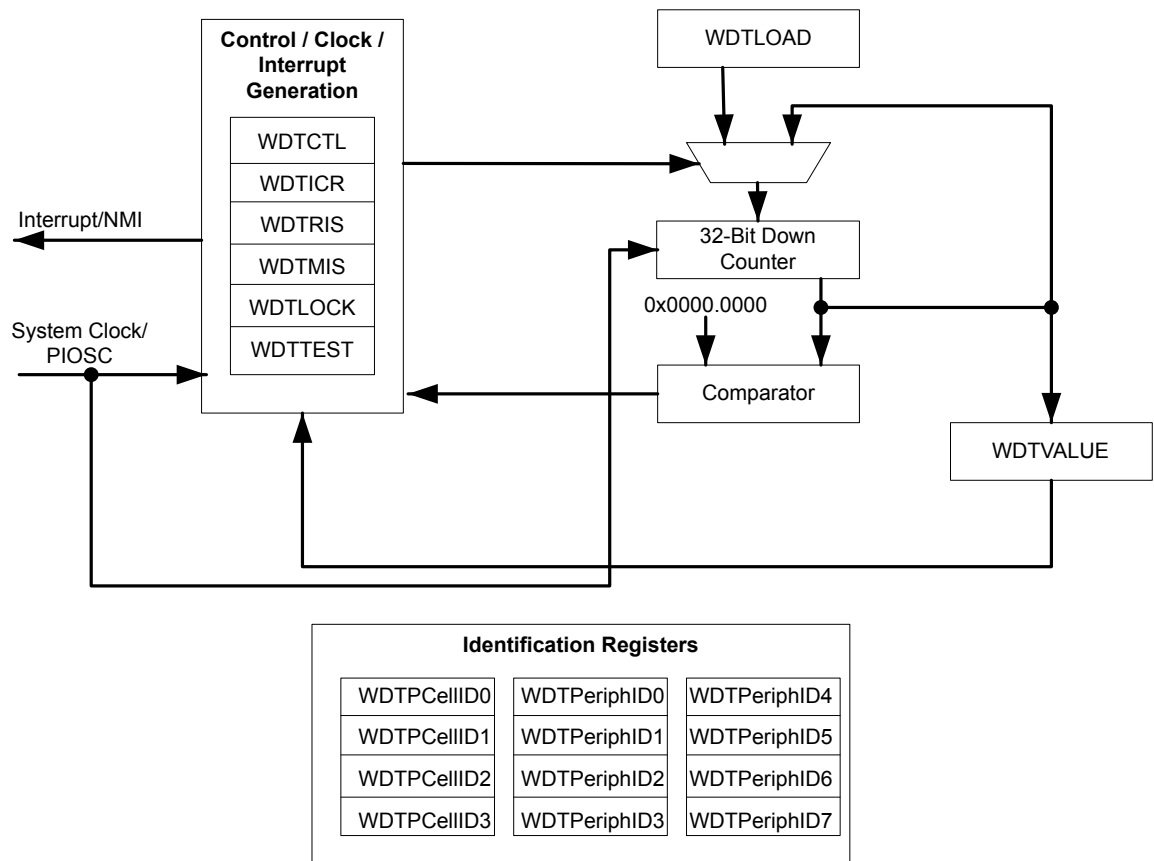 Control / Clock /
Interrupt
Generation
WDTCTL
WDTICR
WDTRIS
WDTMIS
WDTLOCK
WDTTEST
Interrupt/NMI
System Clock/
PIOSC
WDTLOAD
32-Bit Down
Counter
0x0000.0000
Comparator
WDTVALUE
Identification Registers
WDTPCellID0
WDTPeriphID0
WDTPeriphID4
WDTPCellID1
WDTPeriphID1
WDTPeriphID5
WDTPCellID2
WDTPeriphID2
WDTPeriphID6
WDTPCellID3
WDTPeriphID3
WDTPeriphID7